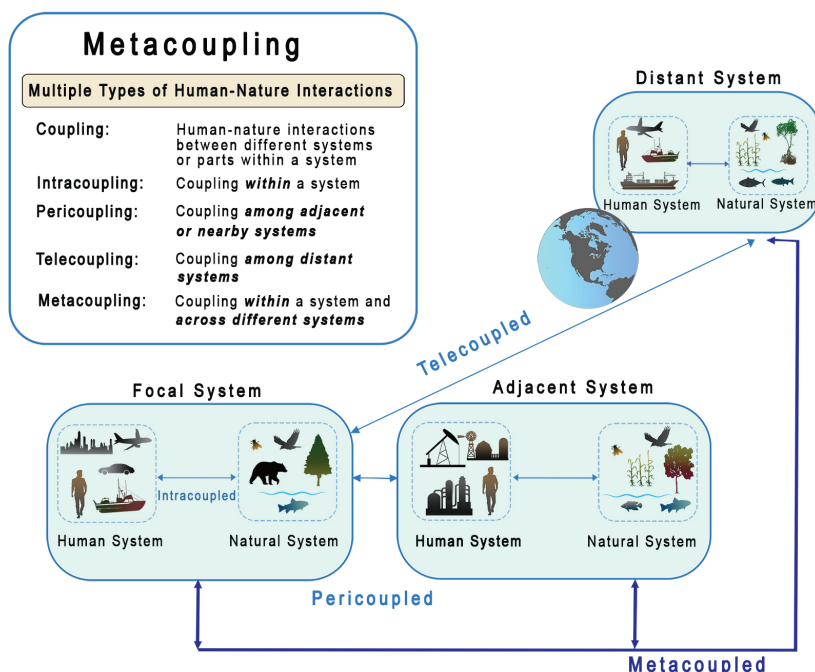 Metacoupling
Multiple Types of Human-Nature Interactions
Coupling: Human-nature interactions
between different systems
or parts within a system
Intracoupling: Coupling within a system
Pericoupling: Coupling among adjacent
or nearby systems
Telecoupling: Coupling among distant
systems
Metacoupling: Coupling within a system and
across different systems
Distant System
Human System Natural System
Telecoupled
Focal System
Intracoupled
Human System Natural System
Adjacent System
Human System Natural System
Pericoupled
Metacoupled